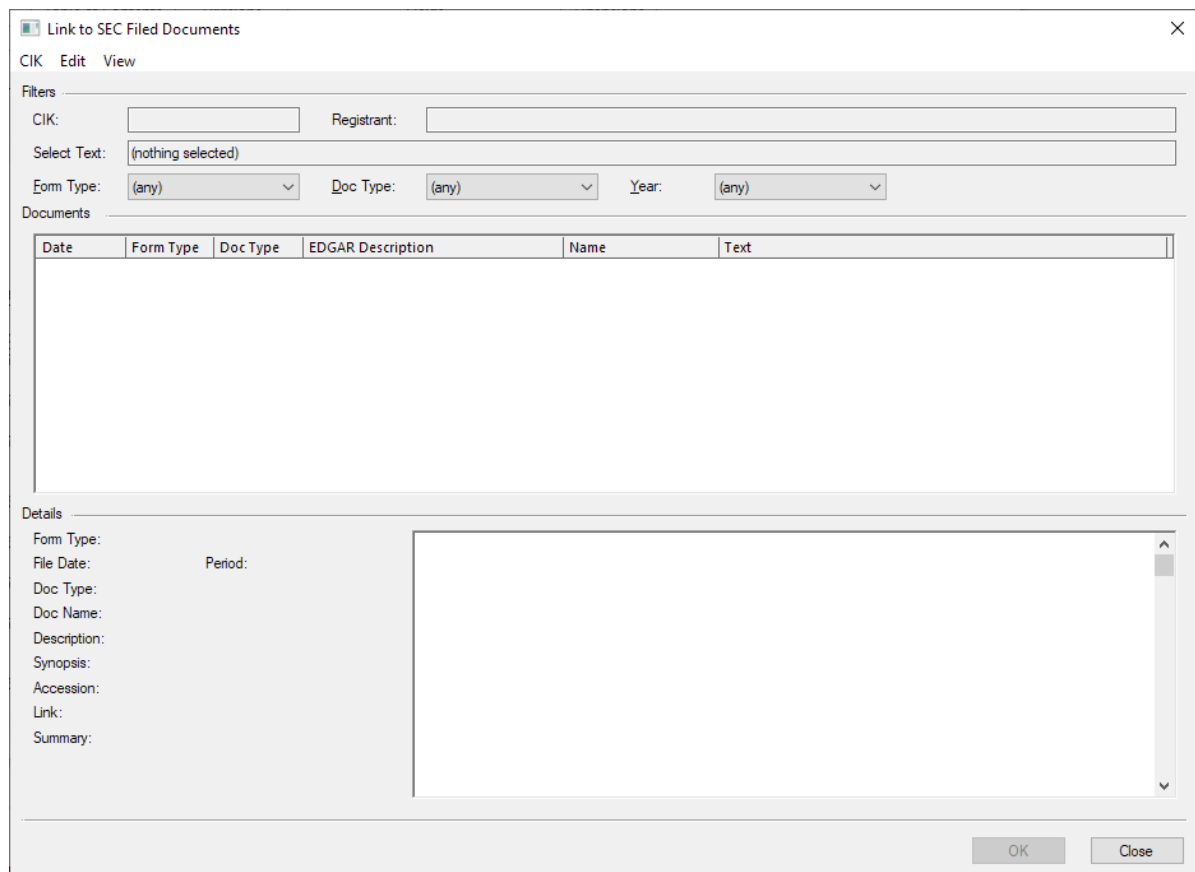 Link to SEC Filed Documents
CIK Edit View
Filters
CIK: Registrant:
Select Text: (nothing selected)
Form Type: (any) Doc Type: (any) Year: (any)
Documents
Date Form Type Doc Type EDGAR Description Name Text
Details
Form Type:
File Date: Period:
Doc Type:
Doc Name:
Description:
Synopsis:
Accession:
Link:
Summary:
OK Close